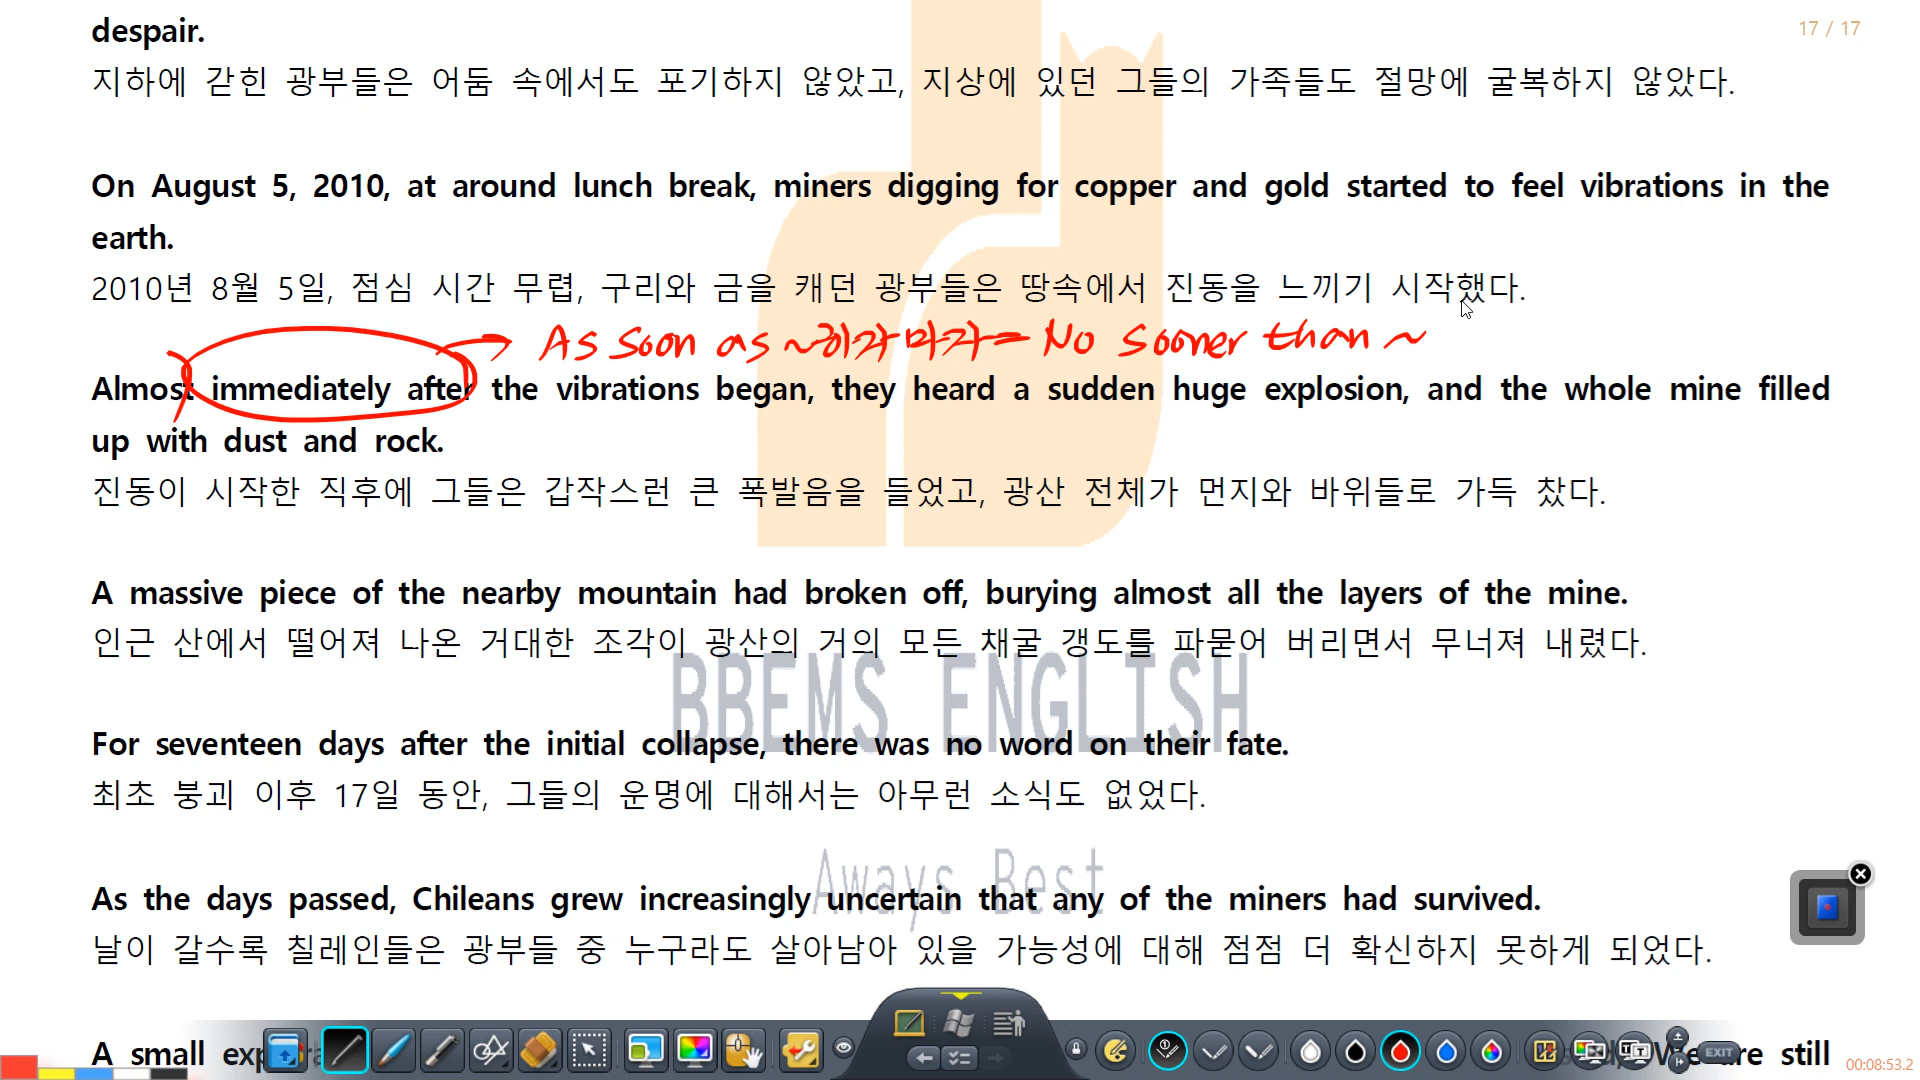 17 / 17
despair.
지하에 갇힌 광부들은 어둠 속에서도 포기하지 않았고, 지상에 있던 그들의 가족들도 절망에 굴복하지 않았다.
On August 5, 2010, at around lunch break, miners digging for copper and gold started to feel vibrations in the
earth.
2010년 8월 5일, 점심 시간 무렵, 구리와 금을 캐던 광부들은 땅속에서 진동을 느끼기 시작했다.
→ As soon as ~하자마자 = No sooner than ~
Almost immediately after the vibrations began, they heard a sudden huge explosion, and the whole mine filled
up with dust and rock.
진동이 시작한 직후에 그들은 갑작스런 큰 폭발음을 들었고, 광산 전체가 먼지와 바위들로 가득 찼다.
A massive piece of the nearby mountain had broken off, burying almost all the layers of the mine.
인근 산에서 떨어져 나온 거대한 조각이 광산의 거의 모든 채굴 갱도를 파묻어 버리면서 무너져 내렸다.
BBEMS ENGLISH
For seventeen days after the initial collapse, there was no word on their fate.
최초 붕괴 이후 17일 동안, 그들의 운명에 대해서는 아무런 소식도 없었다.
Aways Best
As the days passed, Chileans grew increasingly uncertain that any of the miners had survived.
날이 갈수록 칠레인들은 광부들 중 누구라도 살아남아 있을 가능성에 대해 점점 더 확신하지 못하게 되었다.
A small still
EXIT
00:08:53.2